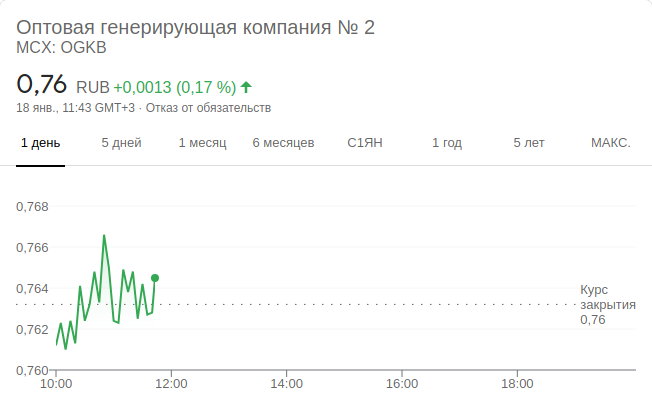 Оптовая генерирующая компания № 2
MCX: OGKB
0,76 RUB +0,0013 (0,17 %)
18 янв., 11:43 GMT+3 · Отказ от обязательств
1 день 5 дней 1 месяц 6 месяцев С1ЯН 1 год 5 лет МАКС.
0,768
0,766
0,764
Курс
закрытия
0,76
0,762
0,760
10:00 12:00 14:00 16:00 18:00